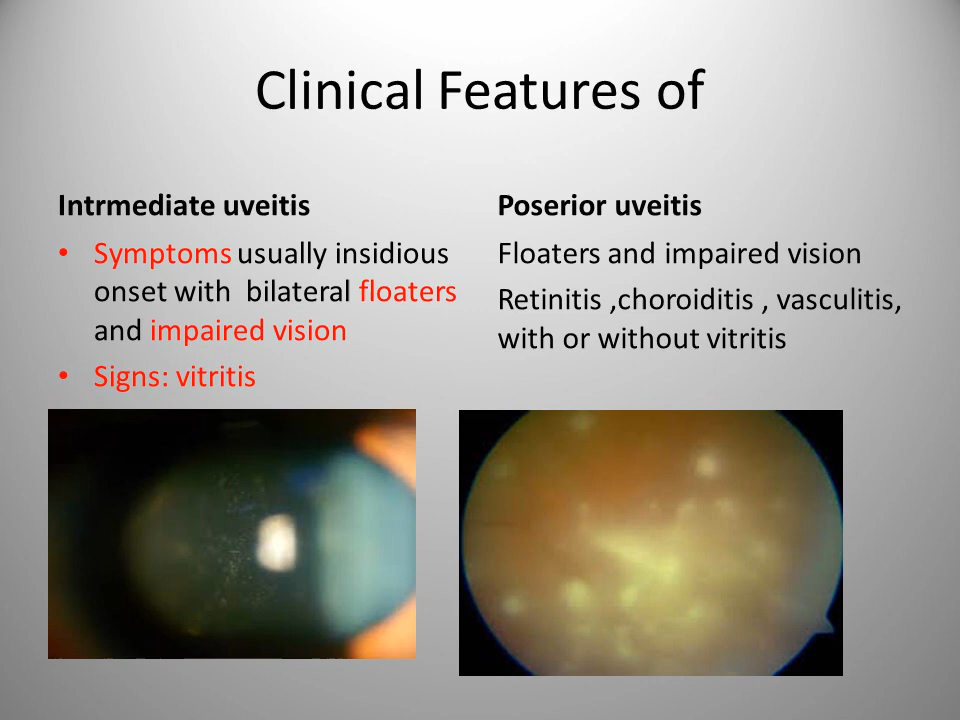 Clinical Features of
Intrmediate uveitis
• Symptoms usually insidious
onset with bilateral floaters
and impaired vision
• Signs: vitritis
Poserior uveitis
Floaters and impaired vision
Retinitis ,choroiditis , vasculitis,
with or without vitritis